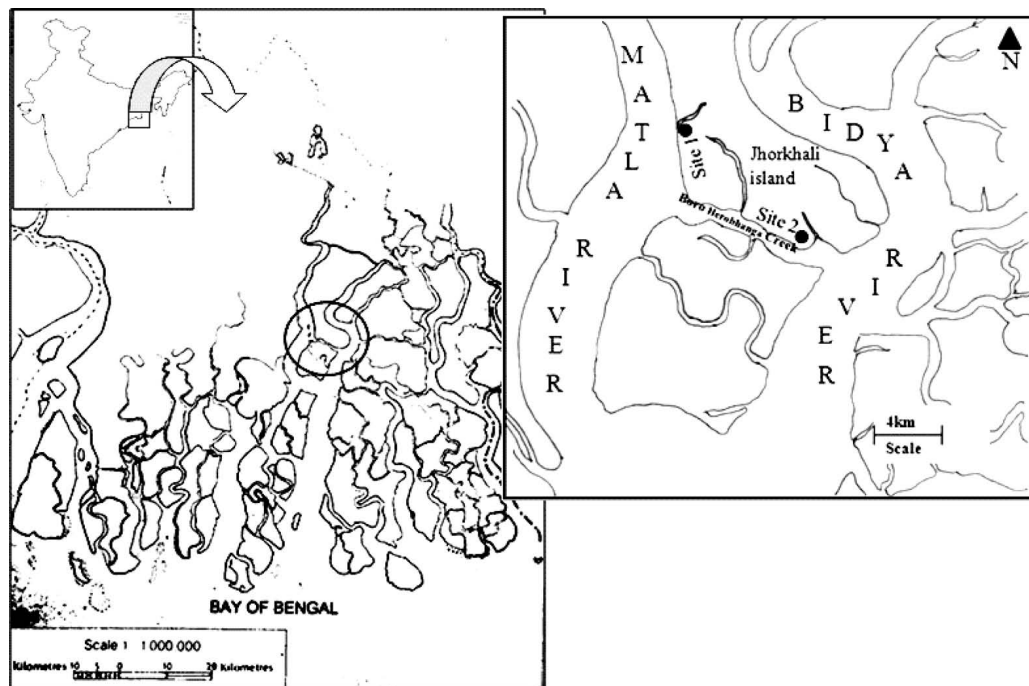 BAY OF BENGAL
Scale 1 1 000 000
Kilometres 10 5 0 10 20 Kilometres
N
MATLA RIVER
BIDYA RIVER
Site 1
Jhorkhali
island
Site 2
Baro Herobhanga Creek
4km
Scale